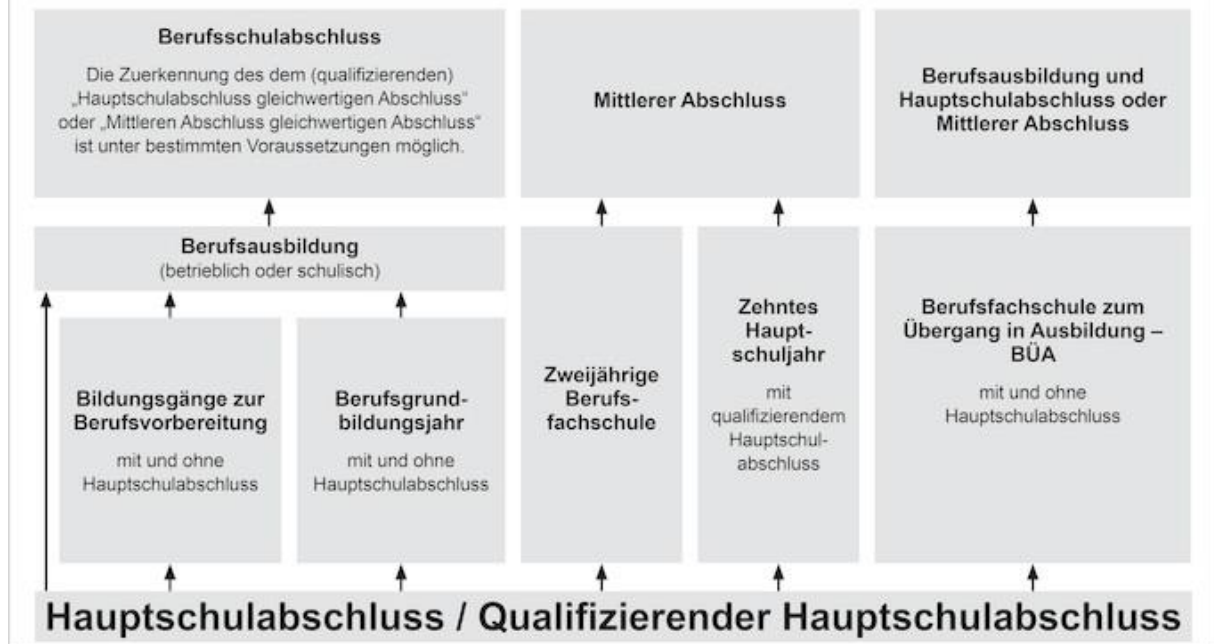 Berufsschulabschluss
Die Zuerkennung des dem (qualifizierenden)
„Hauptschulabschluss gleichwertigen Abschluss“
oder „Mittleren Abschluss gleichwertigen Abschluss“
ist unter bestimmten Voraussetzungen möglich.
Mittlerer Abschluss
Berufsausbildung und
Hauptschulabschluss oder
Mittlerer Abschluss
Berufsausbildung
(betrieblich oder schulisch)
Bildungsgänge zur
Berufsvorbereitung
mit und ohne
Hauptschulabschluss
Berufsgrund-
bildungsjahr
mit und ohne
Hauptschulabschluss
Zweijährige
Berufs-
fachschule
Zehntes
Haupt-
schuljahr
mit
qualifizierendem
Hauptschul-
abschluss
Berufsfachschule zum
Übergang in Ausbildung –
BÜA
mit und ohne
Hauptschulabschluss
Hauptschulabschluss / Qualifizierender Hauptschulabschluss